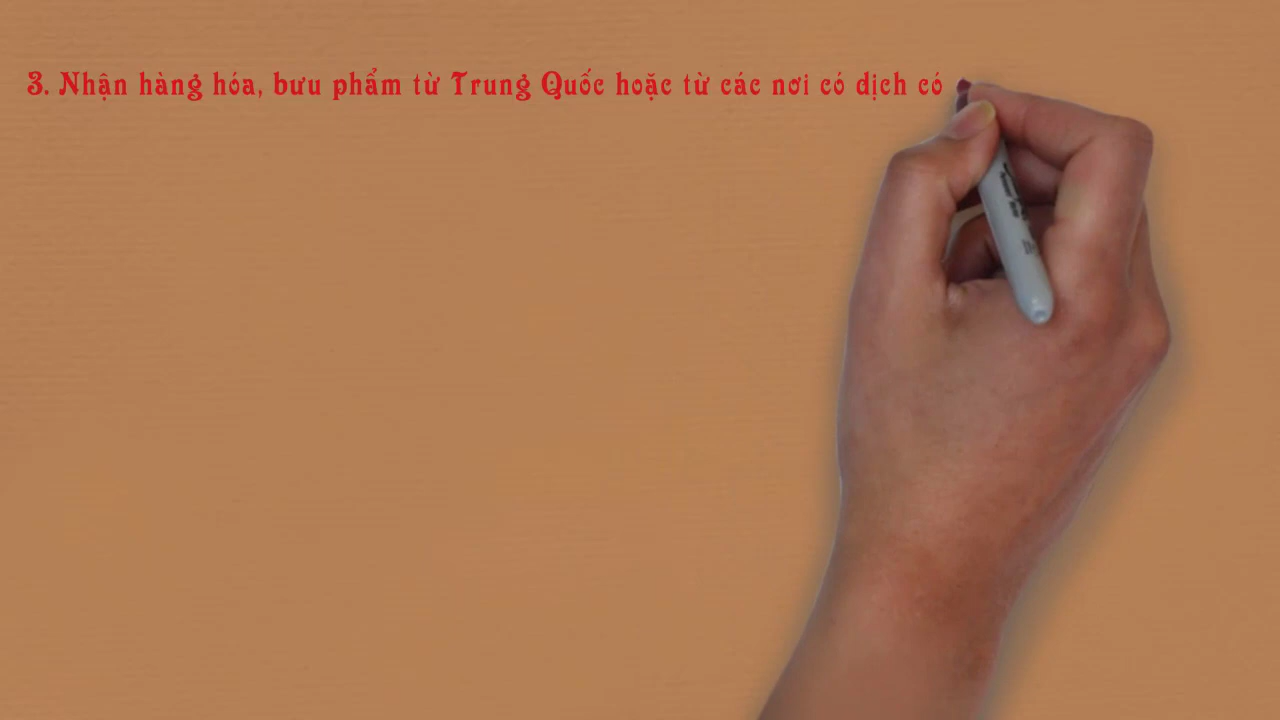 3. Nhận hàng hóa, bưu phẩm từ Trung Quốc hoặc từ các nơi có dịch có